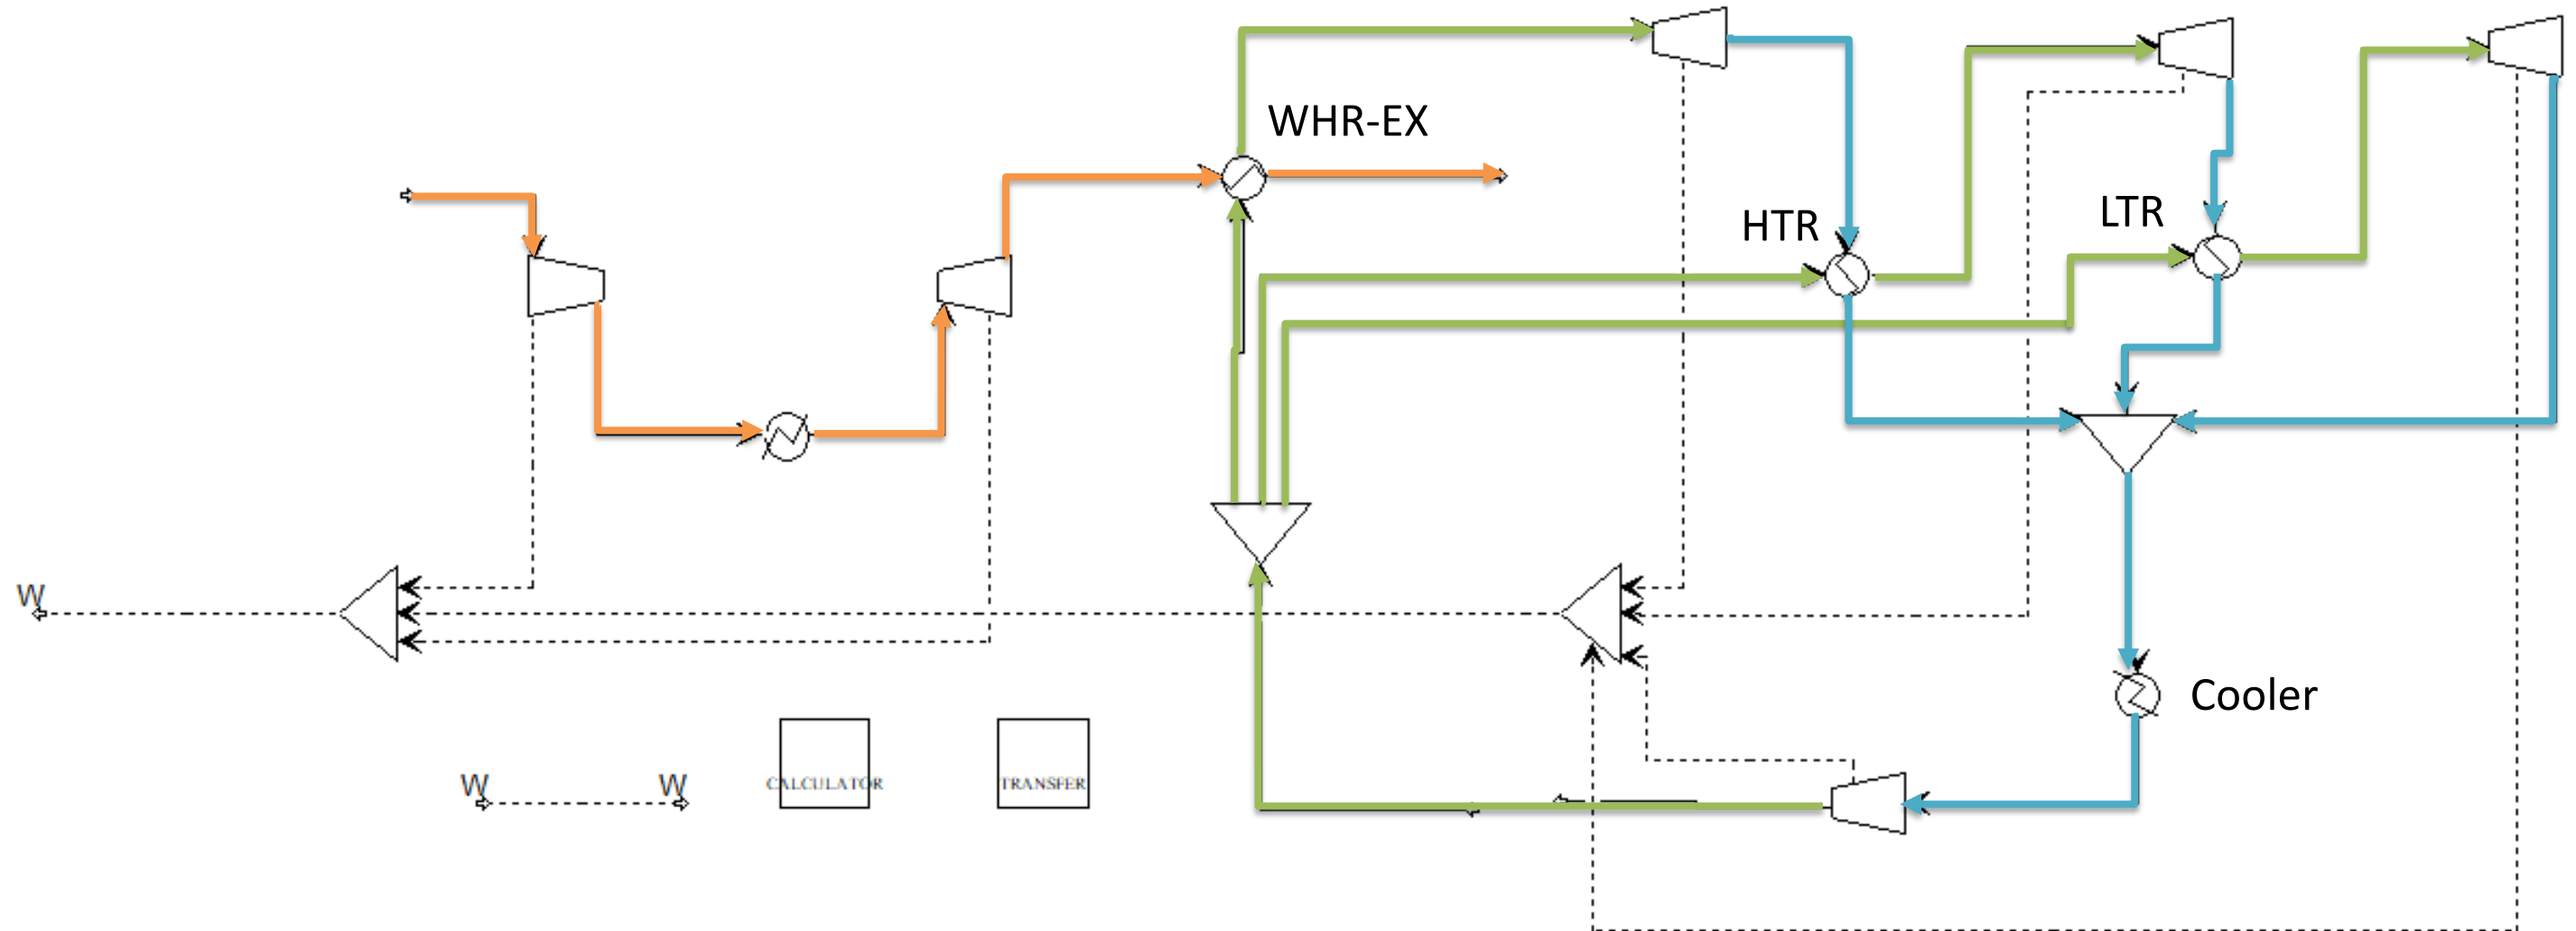 WHR-EX
HTR
LTR
W
Cooler
W
W
CALCULATOR
TRANSFER